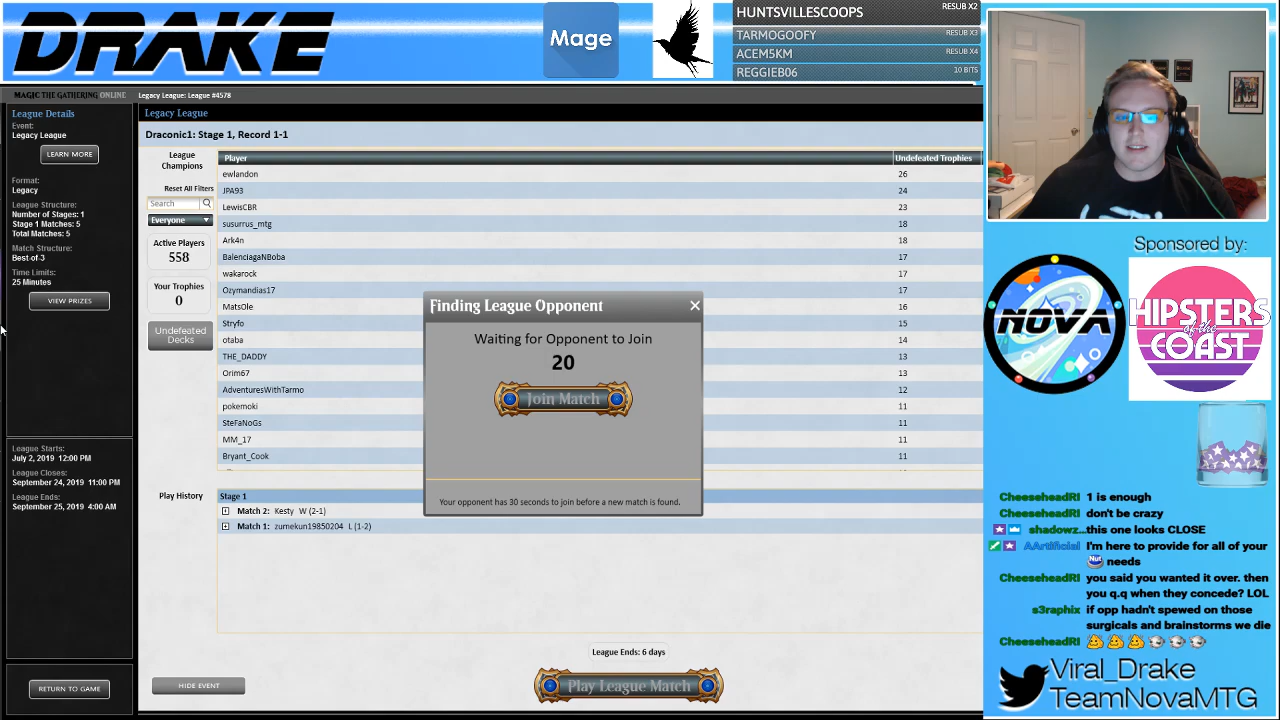 DRAKE
Mage
HUNTSVILLESCOOPS RESUB X2
TARMOGOOFY RESUB X3
ACEM5KM RESUB X4
REGGIEB06 10 BITS
MAGIC THE GATHERING ONLINE
Legacy League: League #4578
League Details
Event:
Legacy League
LEARN MORE
Format:
Legacy
League Structure:
Number of Stages: 1
Stage 1 Matches: 5
Total Matches: 5
Match Structure:
Best-of-3
Time Limits:
25 Minutes
VIEW PRIZES
League Starts:
July 2, 2019 12:00 PM
League Closes:
September 24, 2019 11:00 PM
League Ends:
September 25, 2019 4:00 AM
RETURN TO GAME
Legacy League
Draconic1: Stage 1, Record 1-1
League
Champions
Reset All Filters
Search
Everyone
Active Players
558
Your Trophies
0
Undefeated
Decks
Player Undefeated Trophies
ewlandon 26
JPA93 24
LewisCBR 23
susurrus_mtg 18
Ark4n 18
BalenciagaNBoba 17
wakarock 17
Ozymandias17 17
MatsOle 16
Stryfo 15
otaba 14
THE_DADDY 13
Orim67 13
AdventuresWithTarmo 12
pokemoki 11
SteFaNoGs 11
MM_17 11
Bryant_Cook 11
Finding League Opponent
Waiting for Opponent to Join
20
Join Match
Your opponent has 30 seconds to join before a new match is found.
Play History
Stage 1
Match 2: Kesty W (2-1)
Match 1: zumekun19850204 L (1-2)
League Ends: 6 days
HIDE EVENT
Play League Match
Sponsored by:
NOVA
HIPSTERS
of the
COAST
CheeseheadRI 1 is enough
CheeseheadRI don't be crazy
shadowz... this one looks CLOSE
AArtificial I'm here to provide for all of your
needs
CheeseheadRI you said you wanted it over. then
you q.q when they concede? LOL
s3raphix if opp hadn't spewed on those
surgicals and brainstorms we die
CheeseheadRI
Viral_Drake
TeamNovaMTG